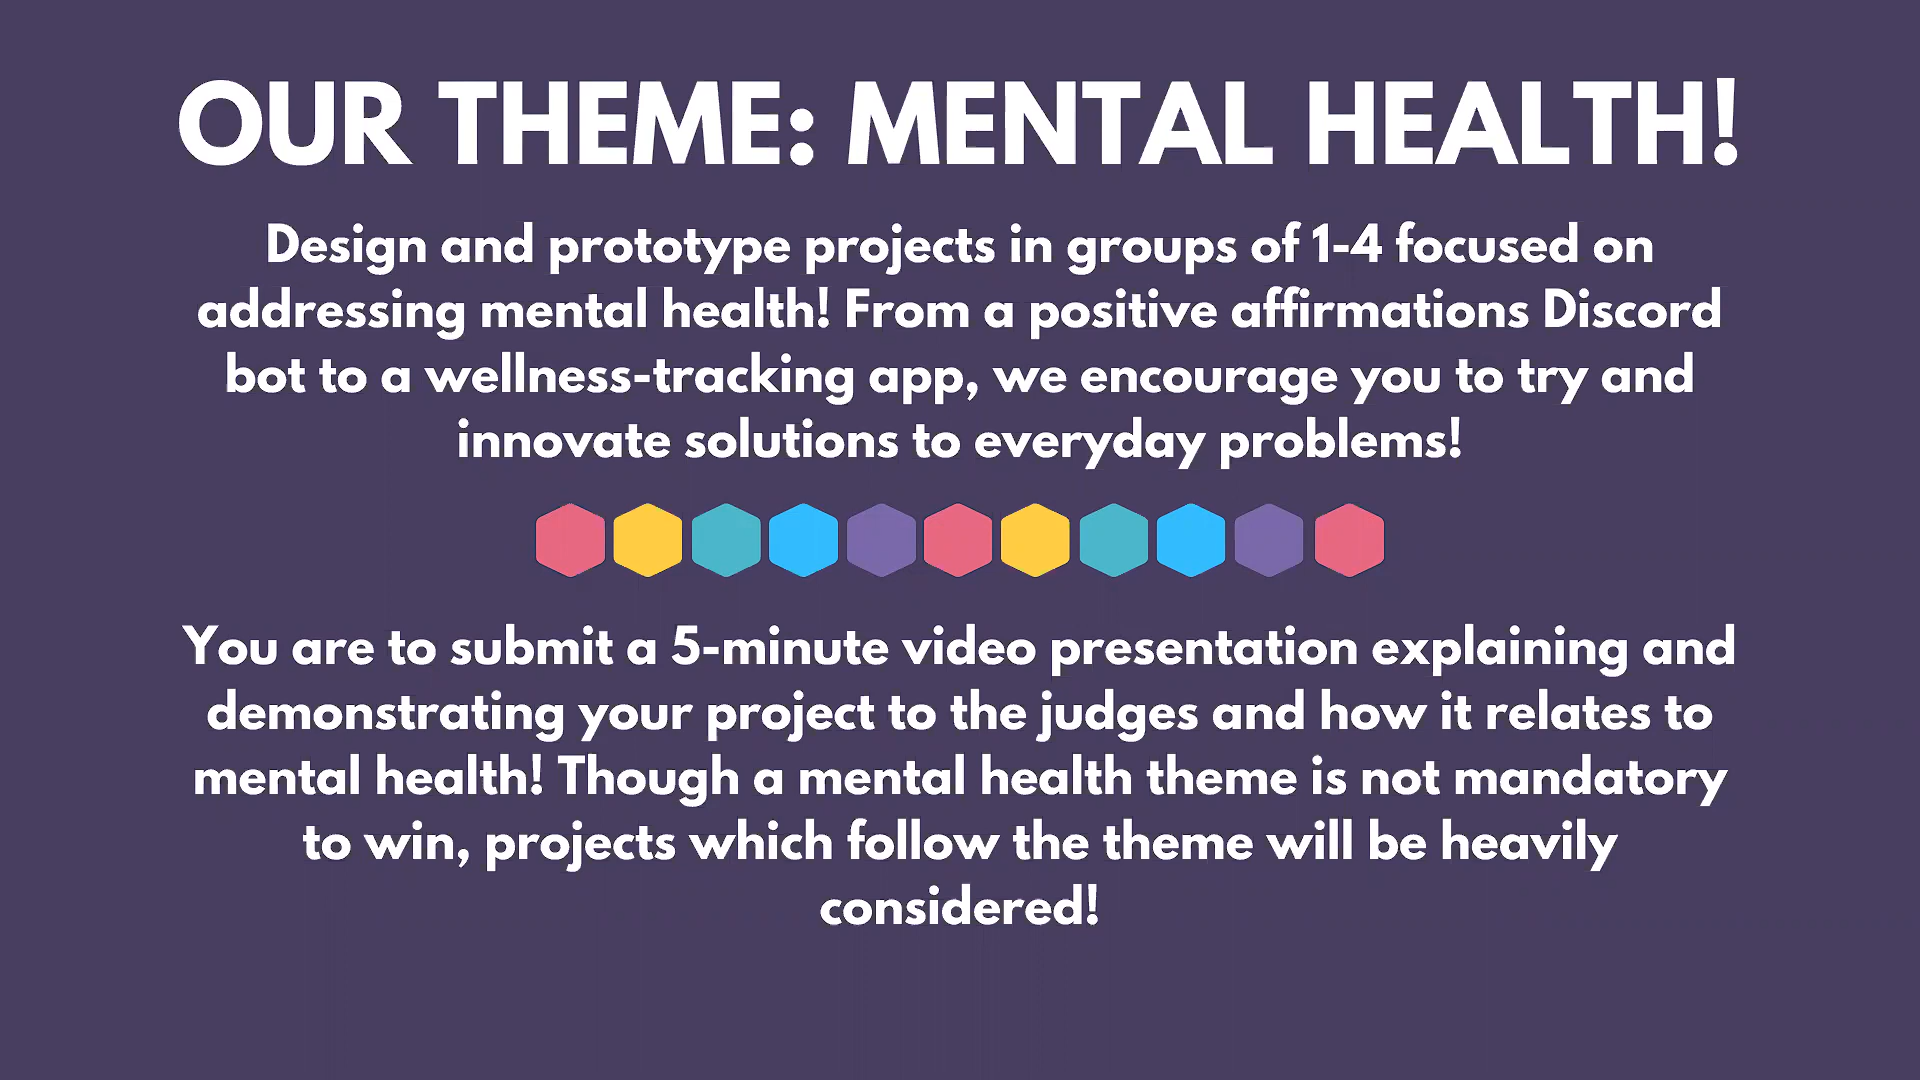 OUR THEME: MENTAL HEALTH!
Design and prototype projects in groups of 1-4 focused on
addressing mental health! From a positive affirmations Discord
bot to a wellness-tracking app, we encourage you to try and
innovate solutions to everyday problems!
You are to submit a 5-minute video presentation explaining and
demonstrating your project to the judges and how it relates to
mental health! Though a mental health theme is not mandatory
to win, projects which follow the theme will be heavily
considered!